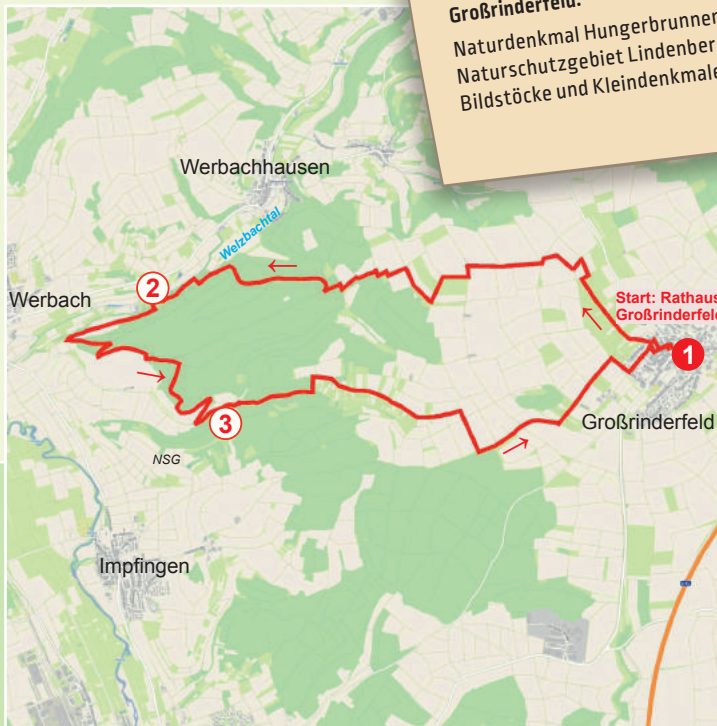 Großrinderfeld:
Naturdenkmal Hungerbrunnen
Naturschutzgebiet
Bildstöcke und Kleindenkmale
Werbachhausen
Welzbachtal
2
Werbach
Start: Rathaus
Großrinderfeld
1
3
Großrinderfeld
NSG
Impfingen